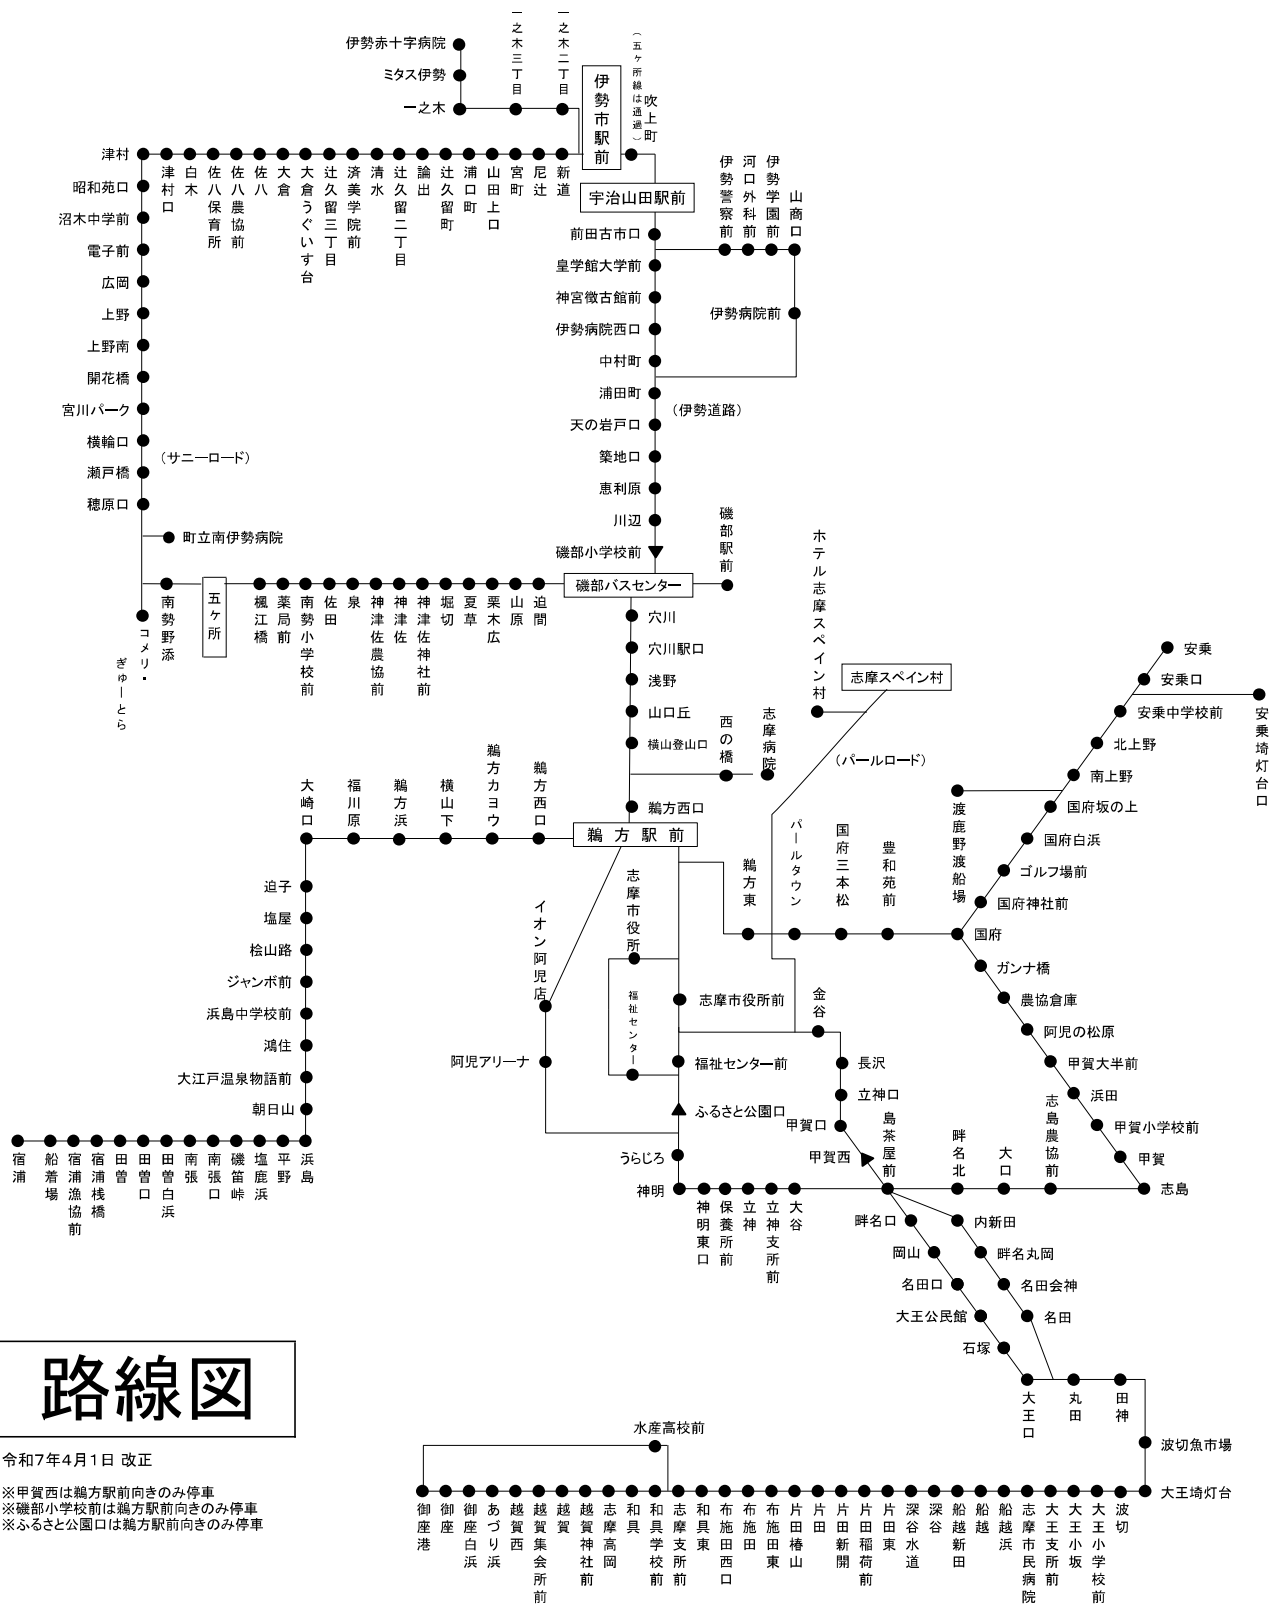 伊勢赤十字病院
ミタス伊勢
一之木
一之木三丁目
一之木二丁目
伊勢市駅前
(五ヶ所線は通過)
吹上町
宇治山田駅前
津村
津村口
白木
佐八保育所
佐八農協前
佐八
大倉
大倉うぐいす台
辻久留三丁目
済美学院前
清水
辻久留二丁目
論出
辻久留町
浦口町
山田上口
宮町
尼辻
新道
昭和苑口
沼木中学前
電子前
広岡
上野
上野南
開花橋
宮川パーク
横輪口
瀬戸橋
穂原口
(サニーロード)
町立南伊勢病院
コメリ・
ぎゅーとら
南勢野添
五ヶ所
楓江橋
薬局前
南勢小学校前
佐田
泉
神津佐農協前
神津佐
神津佐神社前
堀切
夏草
栗木広
山原
迫間
前田古市口
皇学館大学前
神宮徴古館前
伊勢病院西口
中村町
浦田町
天の岩戸口
築地口
恵利原
川辺
磯部小学校前
(伊勢道路)
伊勢警察前
河口外科前
伊勢学園前
山商口
伊勢病院前
磯部バスセンター
磯部駅前
穴川
穴川駅口
浅野
山口丘
横山登山口
西の橋
志摩病院
鵜方西口
鵜方駅前
ホテル志摩スペイン村
志摩スペイン村
(パールロード)
大崎口
福川原
鵜方浜
横山下
鵜方カヨウ
鵜方西口
迫子
塩屋
桧山路
ジャンボ前
浜島中学校前
鴻住
大江戸温泉物語前
朝日山
宿浦
船着場
宿浦漁協前
宿浦桟橋
田曽
田曽口
田曽白浜
南張
南張口
磯笛峠
塩鹿浜
平野
浜島
イオン阿児店
阿児アリーナ
志摩市役所
福祉センター
志摩市役所前
福祉センター前
ふるさと公園口
うらじろ
神明
神明東口
保養所前
立神
立神支所前
大谷
鵜方東
パールタウン
国府三本松
豊和苑前
国府
金谷
長沢
立神口
甲賀口
甲賀西
島茶屋前
畔名北
大口
志島農協前
志島
安乗
安乗口
安乗中学校前
安乗埼灯台口
北上野
南上野
国府坂の上
国府白浜
ゴルフ場前
国府神社前
渡鹿野渡船場
ガンナ橋
農協倉庫
阿児の松原
甲賀大半前
浜田
甲賀小学校前
甲賀
畔名口
岡山
名田口
大王公民館
石塚
大王口
内新田
畔名丸岡
名田会神
名田
丸田
田神
波切魚市場
大王埼灯台
水産高校前
御座港
御座
御座白浜
あづり浜
越賀西
越賀集会所前
越賀
越賀神社前
志摩高岡
和具
和具学校前
志摩支所前
和具東
布施田西口
布施田
布施田東
片田椿山
片田
片田新開
片田稲荷前
片田東
深谷水道
深谷
船越新田
船越
船越浜
志摩市民病院
大王支所前
大王小坂
大王小学校前
波切
路線図
令和7年4月1日 改正
※甲賀西は鵜方駅前向きのみ停車
※磯部小学校前は鵜方駅前向きのみ停車
※ふるさと公園口は鵜方駅前向きのみ停車